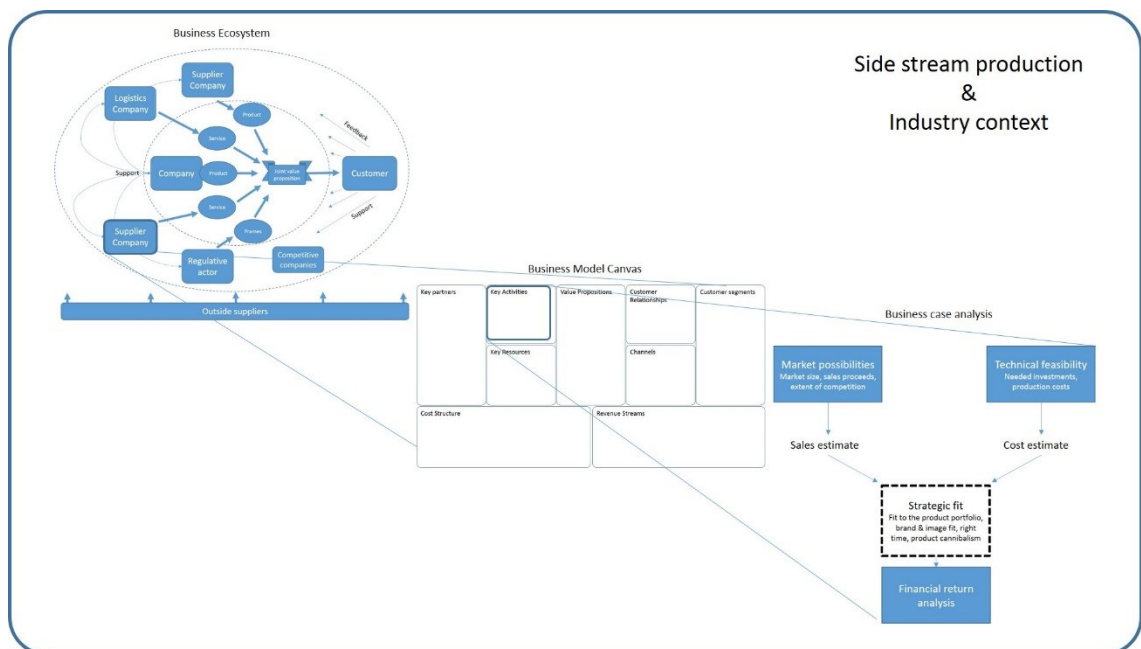 Business Ecosystem
Side stream production
&
Industry context
Supplier
Company
Logistics
Company
Product
Service
Feedback
Support
Company
Product
Joint value
proposition
Customer
Service
Support
Supplier
Company
Frames
Regulative
actor
Competitive
companies
Outside suppliers
Business Model Canvas
Key partners
Key Activities
Value Propositions
Customer
Relationships
Customer segments
Key Resources
Channels
Cost Structure
Revenue Streams
Business case analysis
Market possibilities
Market size, sales proceeds,
extent of competition
Technical feasibility
Needed investments,
production costs
Sales estimate
Cost estimate
Strategic fit
Fit to the product portfolio,
brand & image fit, right
time, product cannibalism
Financial return
analysis